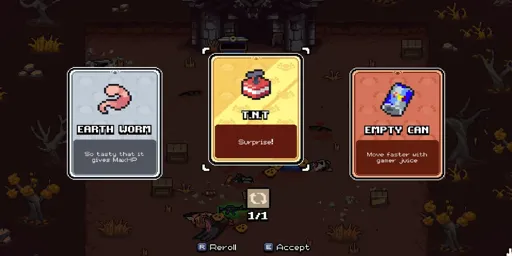 EARTH WORM
So tasty that it
gives MaxHP
T.N.T
Surprise!
EMPTY CAN
Move faster with
gamer juice
1/1
R Reroll
E Accept